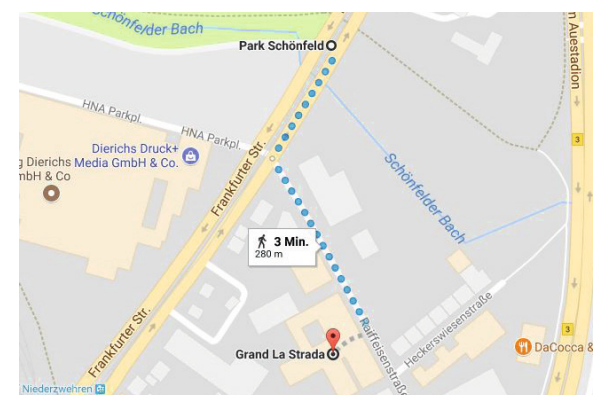 Schönfelder Bach
Park Schönfeld
n Auestadion
HNA Parkpl.
HNA Parkpl.
Dierichs Druck+
Media GmbH & Co.
g Dierichs
mbH & Co
Frankfurter Str.
3
Schönfelder Bach
3 Min.
280 m
3
Frankfurter Str.
Raiffeisenstraße
Heckerswiesenstraße
DaCocca &
Grand La Strada
Niederzwehren